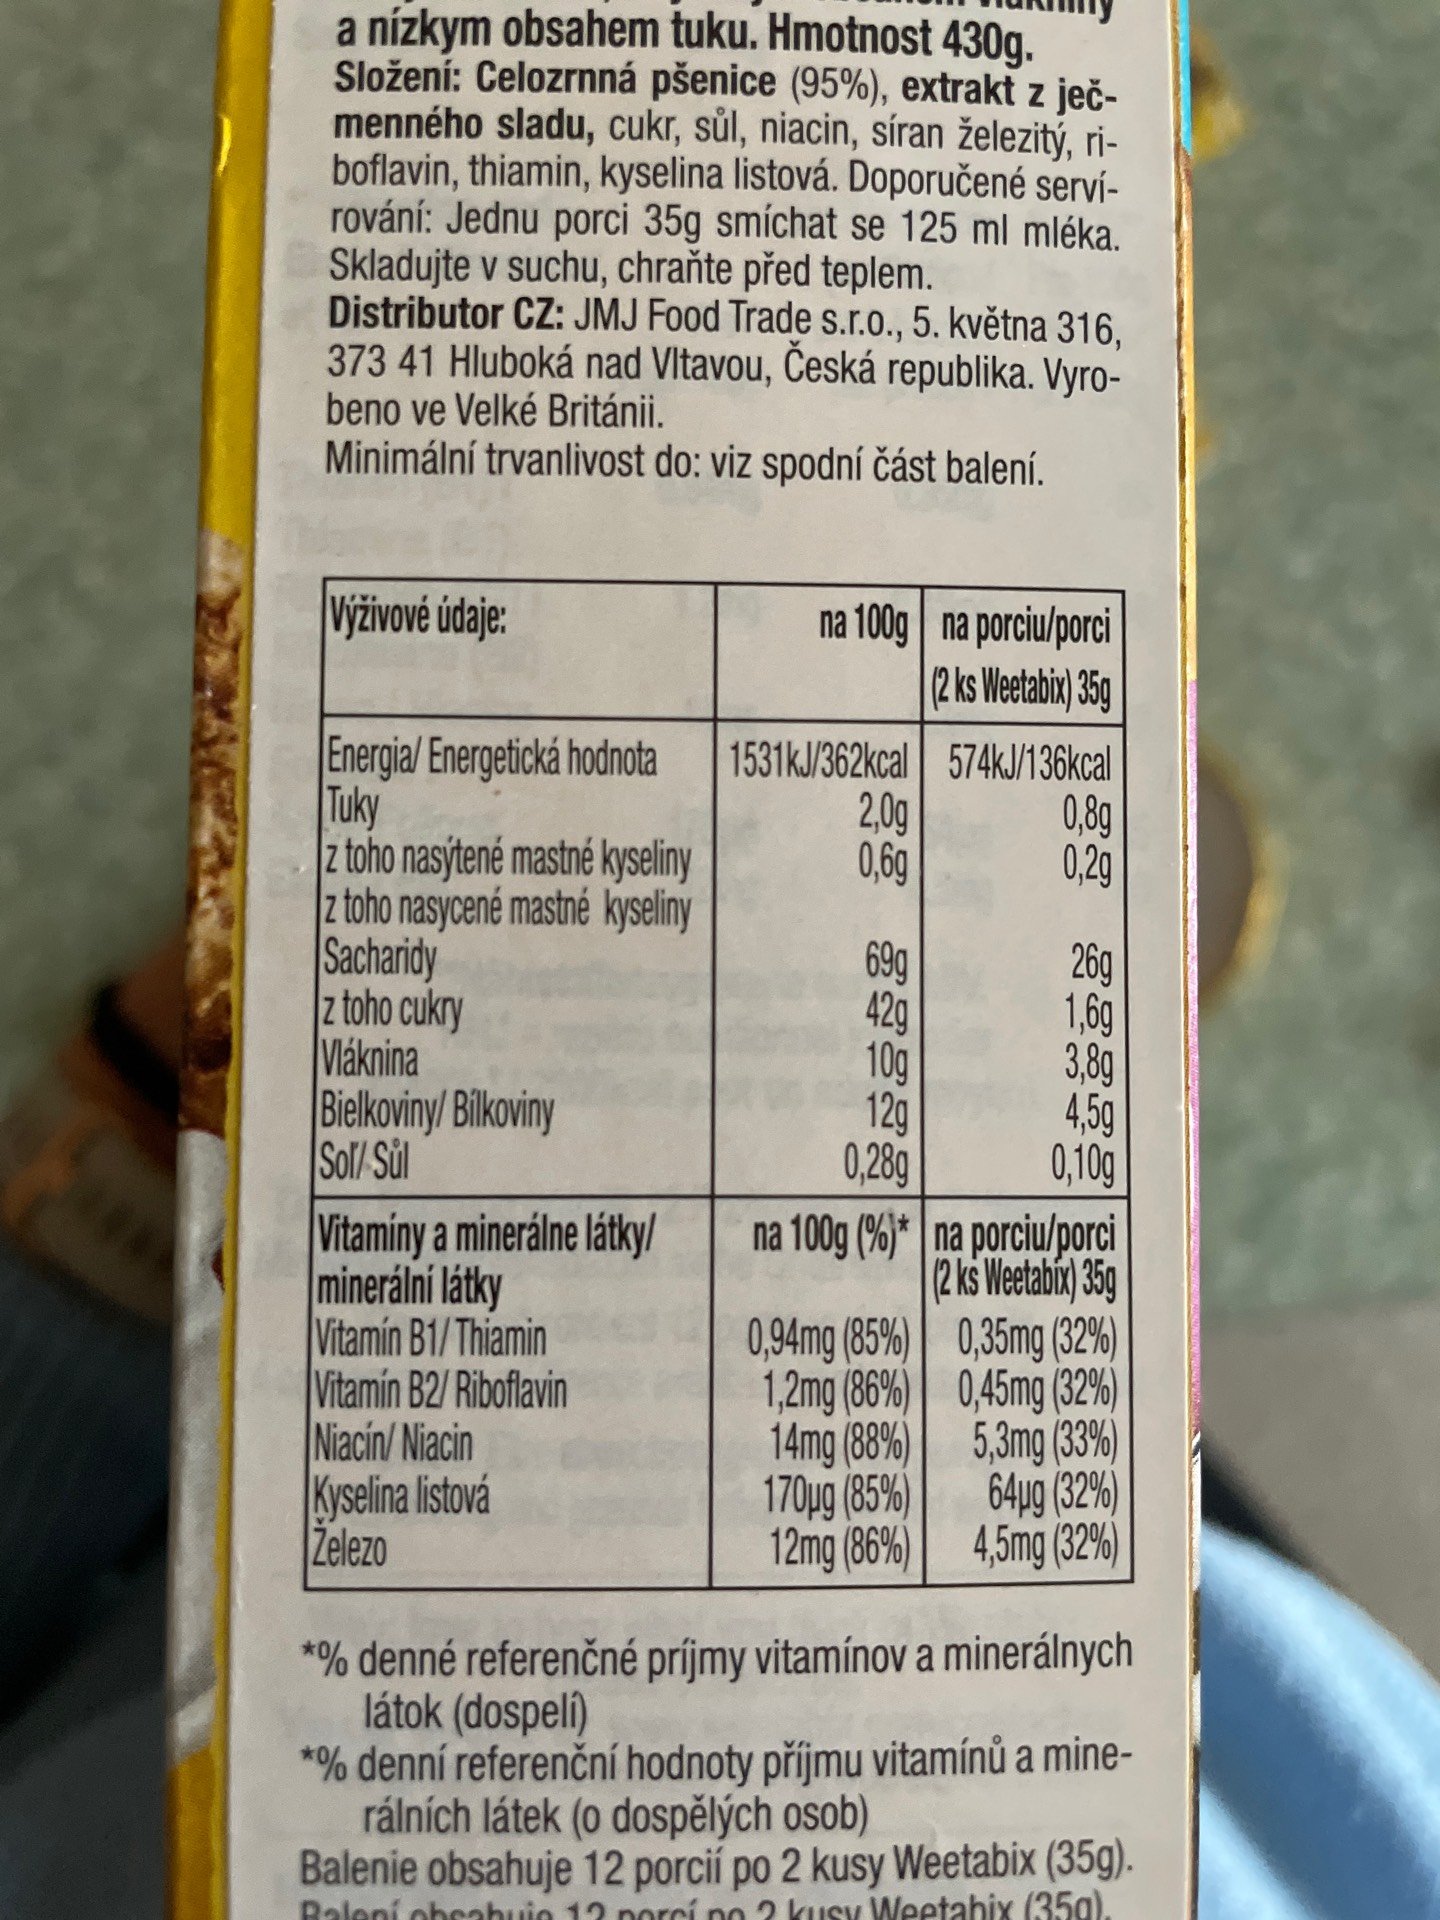 a nízkym obsahem tuku. Hmotnost 430g.
Složení: Celozrnná pšenice (95%), extrakt z ječ-
menného sladu, cukr, sůl, niacin, síran železitý, ri-
boflavin, thiamin, kyselina listová. Doporučené serví-
rování: Jednu porci 35g smíchat se 125 ml mléka.
Skladujte v suchu, chraňte před teplem.
Distributor CZ: JMJ Food Trade s.r.o., 5. května 316,
373 41 Hluboká nad Vltavou, Česká republika. Vyro-
beno ve Velké Británii.
Minimální trvanlivost do: viz spodní část balení.
Výživové údaje: na 100g na porciu/porci
(2 ks Weetabix) 35g
Energia/ Energetická hodnota 1531kJ/362kcal 574kJ/136kcal
Tuky 2,0g 0,8g
z toho nasýtené mastné kyseliny 0,6g 0,2g
z toho nasycené mastné kyseliny
Sacharidy 69g 26g
z toho cukry 42g 1,6g
Vláknina 10g 3,8g
Bielkoviny/ Bílkoviny 12g 4,5g
Soľ/ Sůl 0,28g 0,10g
Vitamíny a minerálne látky/ na 100g (%)* na porciu/porci
minerální látky (2 ks Weetabix) 35g
Vitamín B1/ Thiamin 0,94mg (85%) 0,35mg (32%)
Vitamín B2/ Riboflavin 1,2mg (86%) 0,45mg (32%)
Niacín/ Niacin 14mg (88%) 5,3mg (33%)
Kyselina listová 170µg (85%) 64µg (32%)
Železo 12mg (86%) 4,5mg (32%)
*% denné referenčné príjmy vitamínov a minerálnych
látok (dospelí)
*% denní referenční hodnoty příjmu vitamínů a mine-
rálních látek (o dospělých osob)
Balenie obsahuje 12 porcií po 2 kusy Weetabix (35g).
Balení obsahuje 12 porcí po 2 kusy Weetabix (35g).